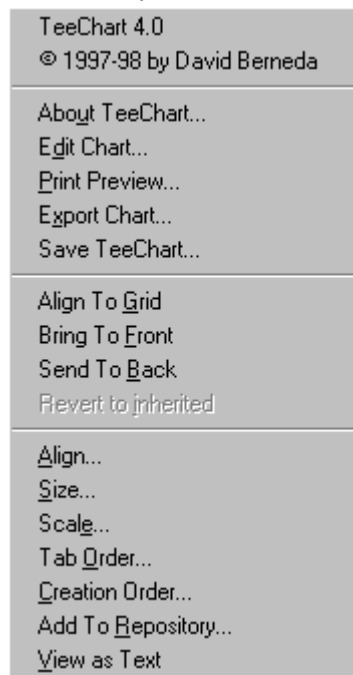 TeeChart 4.0
© 1997-98 by David Berneda
About TeeChart...
Edit Chart...
Print Preview...
Export Chart...
Save TeeChart...
Align To Grid
Bring To Front
Send To Back
Revert to inherited
Align...
Size...
Scale...
Tab Order...
Creation Order...
Add To Repository...
View as Text